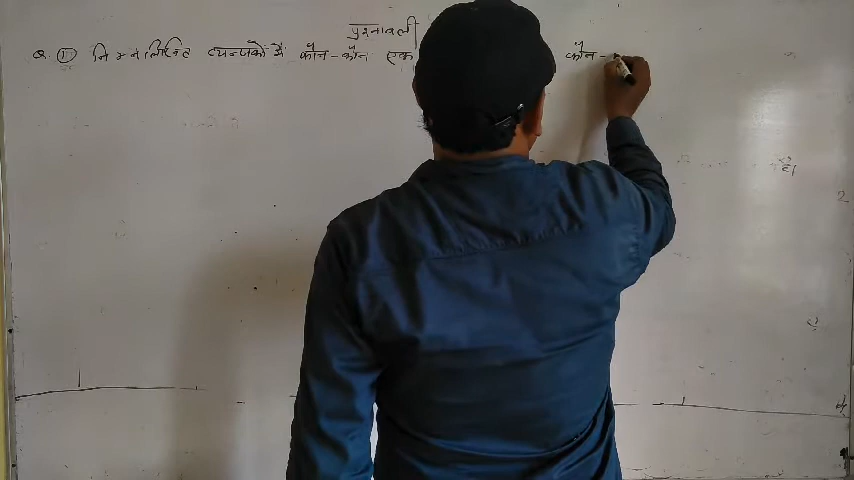 प्रश्नावली
Q. ① निम्नलिखित व्यंजकों में कौन-कौन एक कौन-